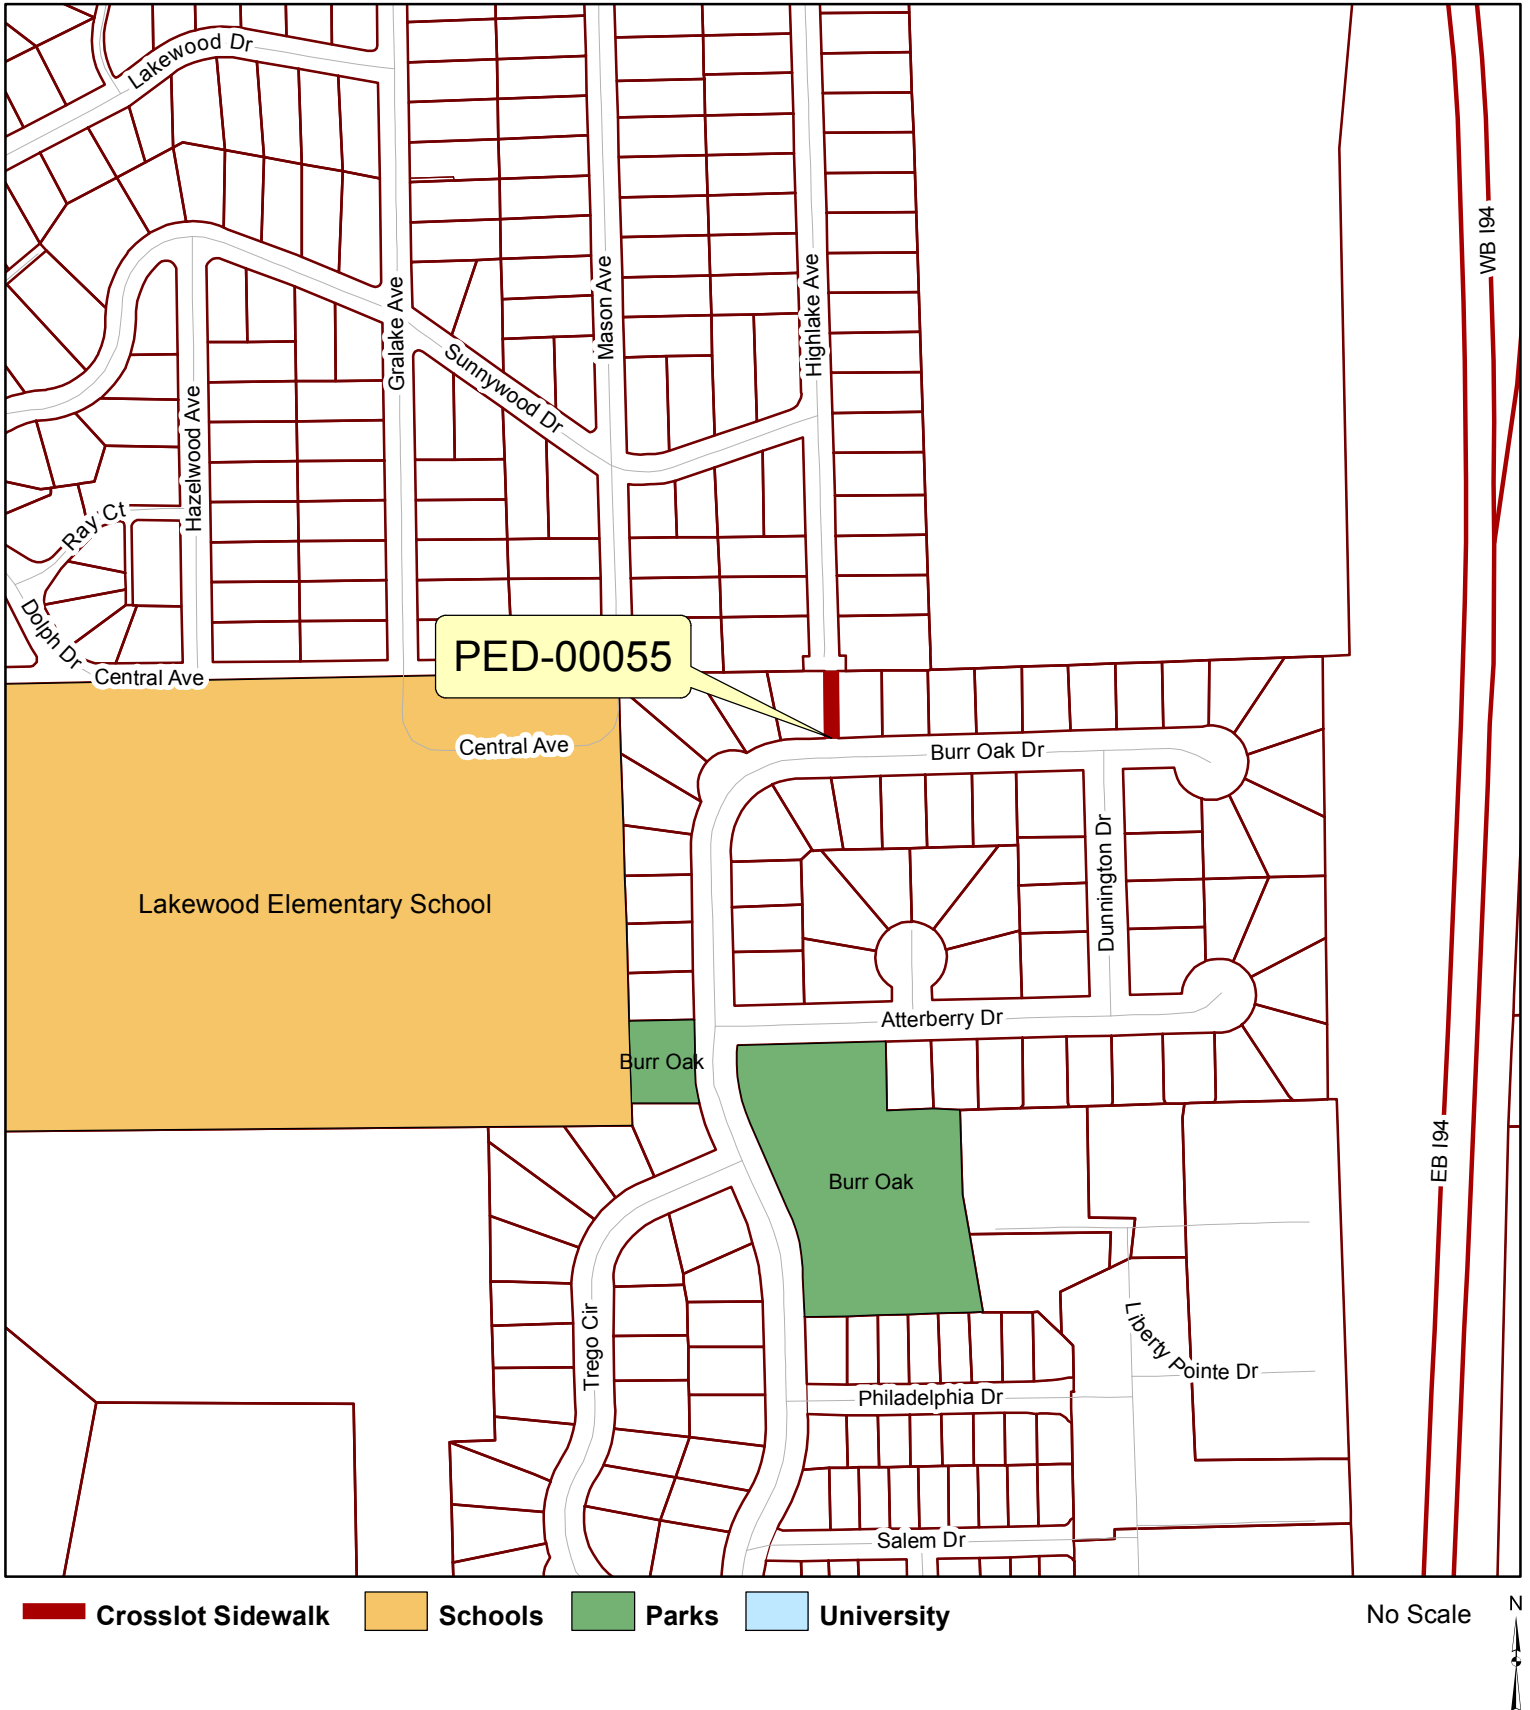 Lakewood Dr
WB I94
Gralake Ave
Mason Ave
Highlake Ave
Sunnywood Dr
Hazelwood Ave
Ray Ct
Dolph Dr
Central Ave
PED-00055
Central Ave
Burr Oak Dr
Dunnington Dr
Lakewood Elementary School
Atterberry Dr
Burr Oak
Burr Oak
EB I94
Trego Cir
Liberty Pointe Dr
Philadelphia Dr
Salem Dr
Crosslot Sidewalk
Schools
Parks
University
No Scale
N